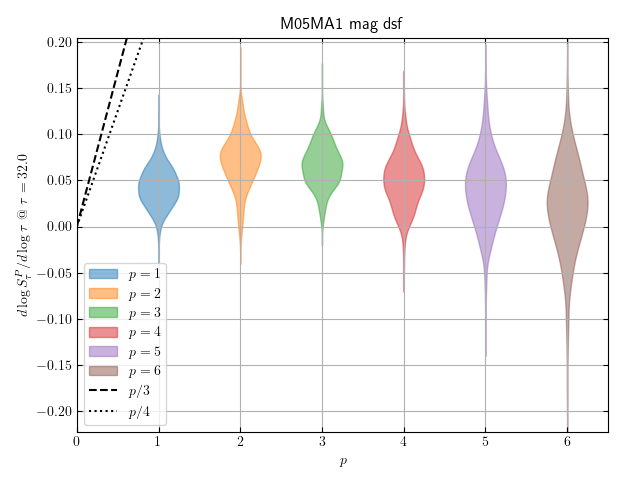 M05MA1 mag dsf
d log S_τ^P / d log τ @ τ = 32.0
0.20
0.15
0.10
0.05
0.00
−0.05
−0.10
−0.15
−0.20
p = 1
p = 2
p = 3
p = 4
p = 5
p = 6
p/3
p/4
0 1 2 3 4 5 6
p